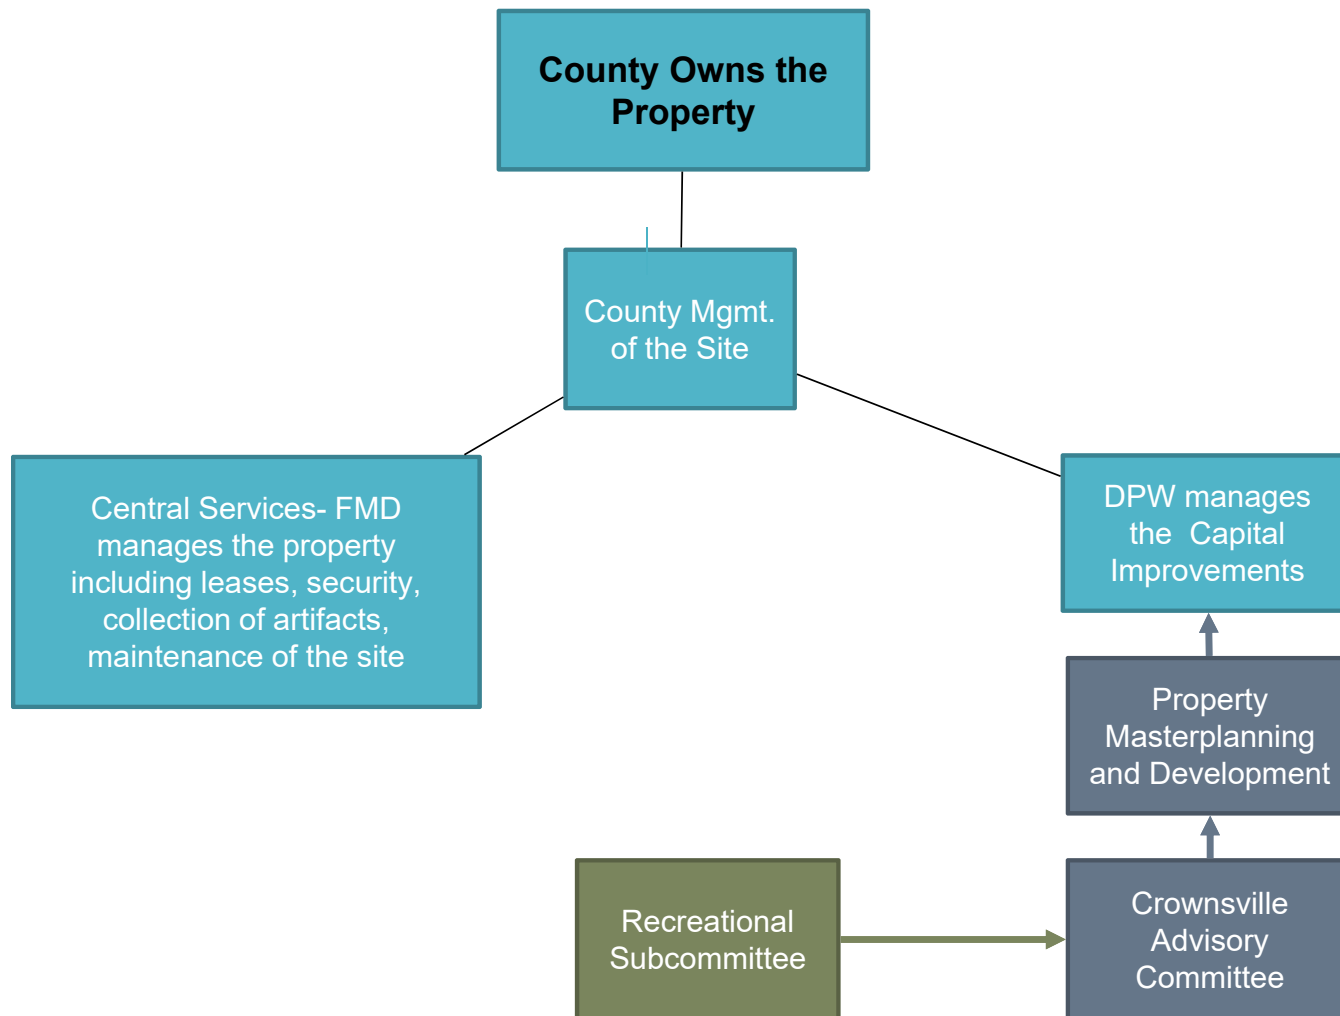 County Owns the
Property
County Mgmt.
of the Site
Central Services- FMD
manages the property
including leases, security,
collection of artifacts,
maintenance of the site
DPW manages
the  Capital
Improvements
Property
Masterplanning
and Development
Recreational
Subcommittee
Crownsville
Advisory
Committee